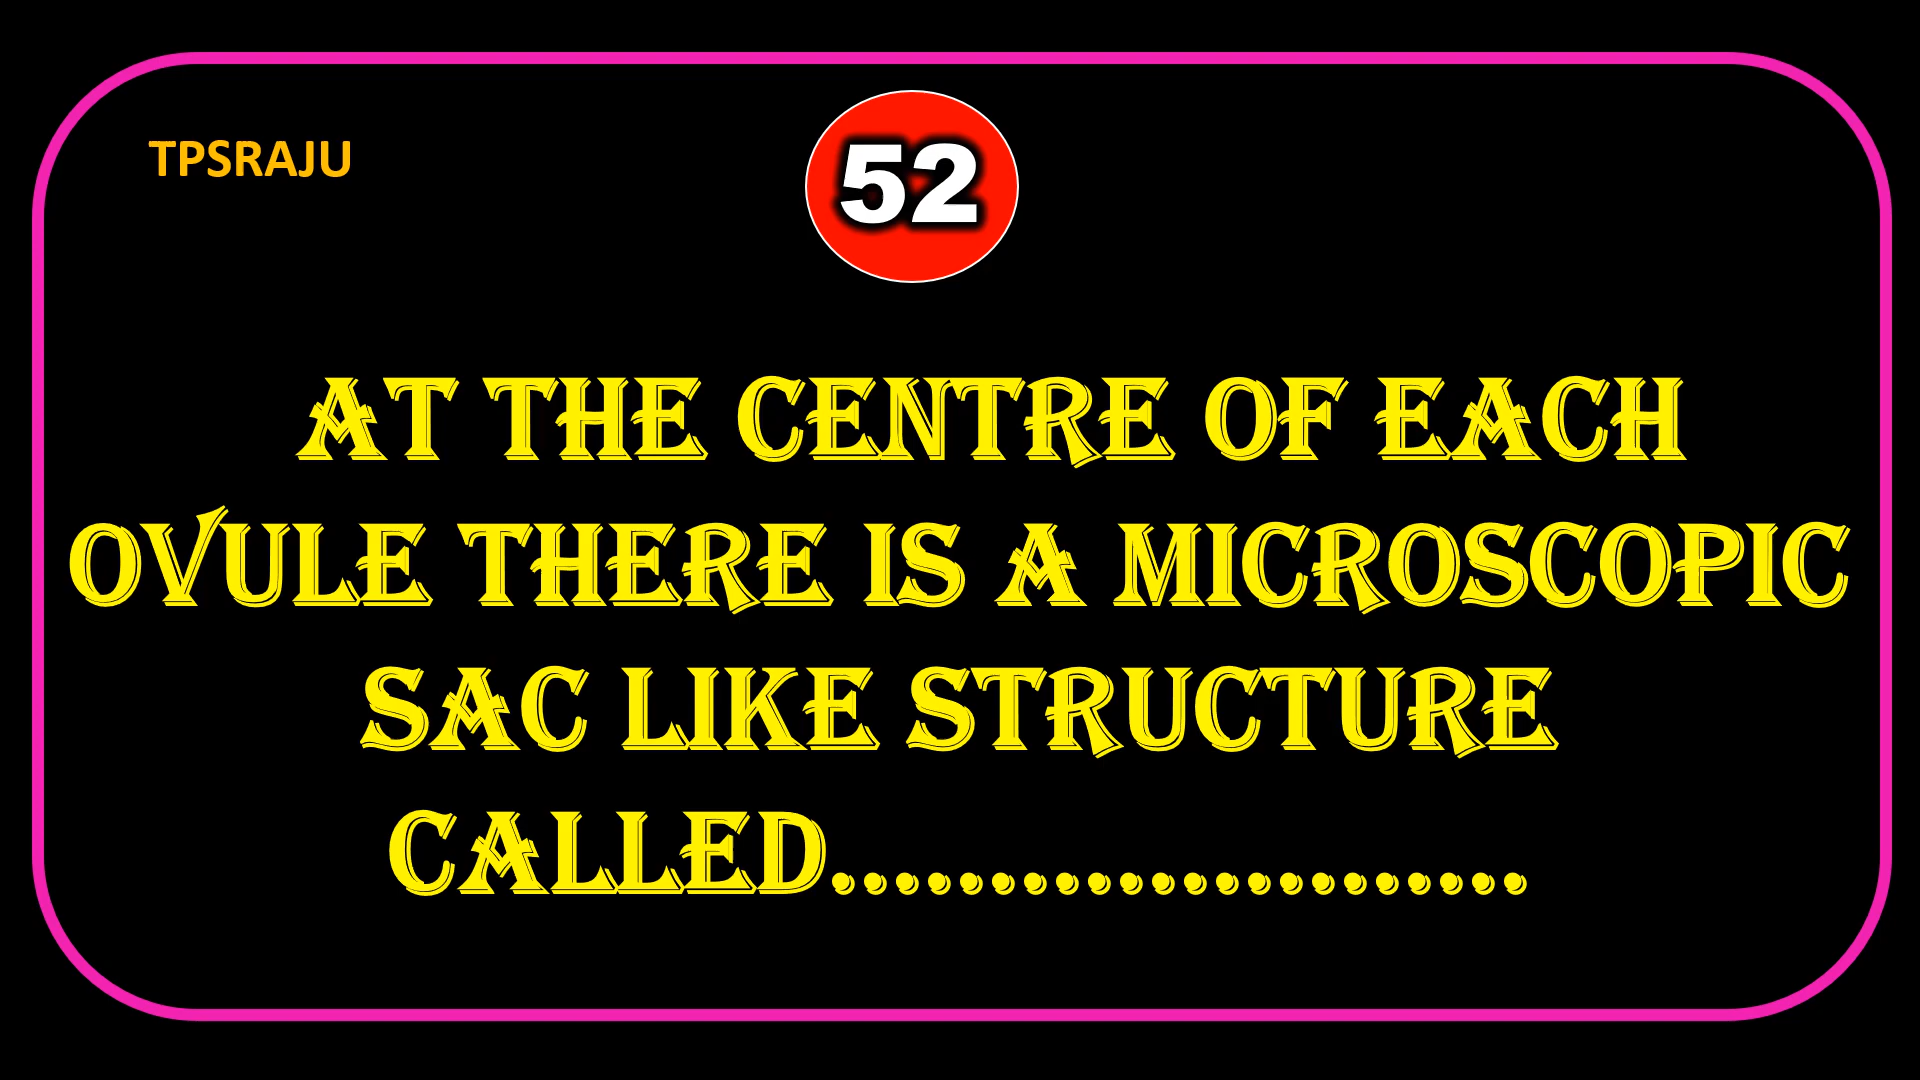 TPSRAJU
52
AT THE CENTRE OF EACH
OVULE THERE IS A MICROSCOPIC
SAC LIKE STRUCTURE
CALLED......................